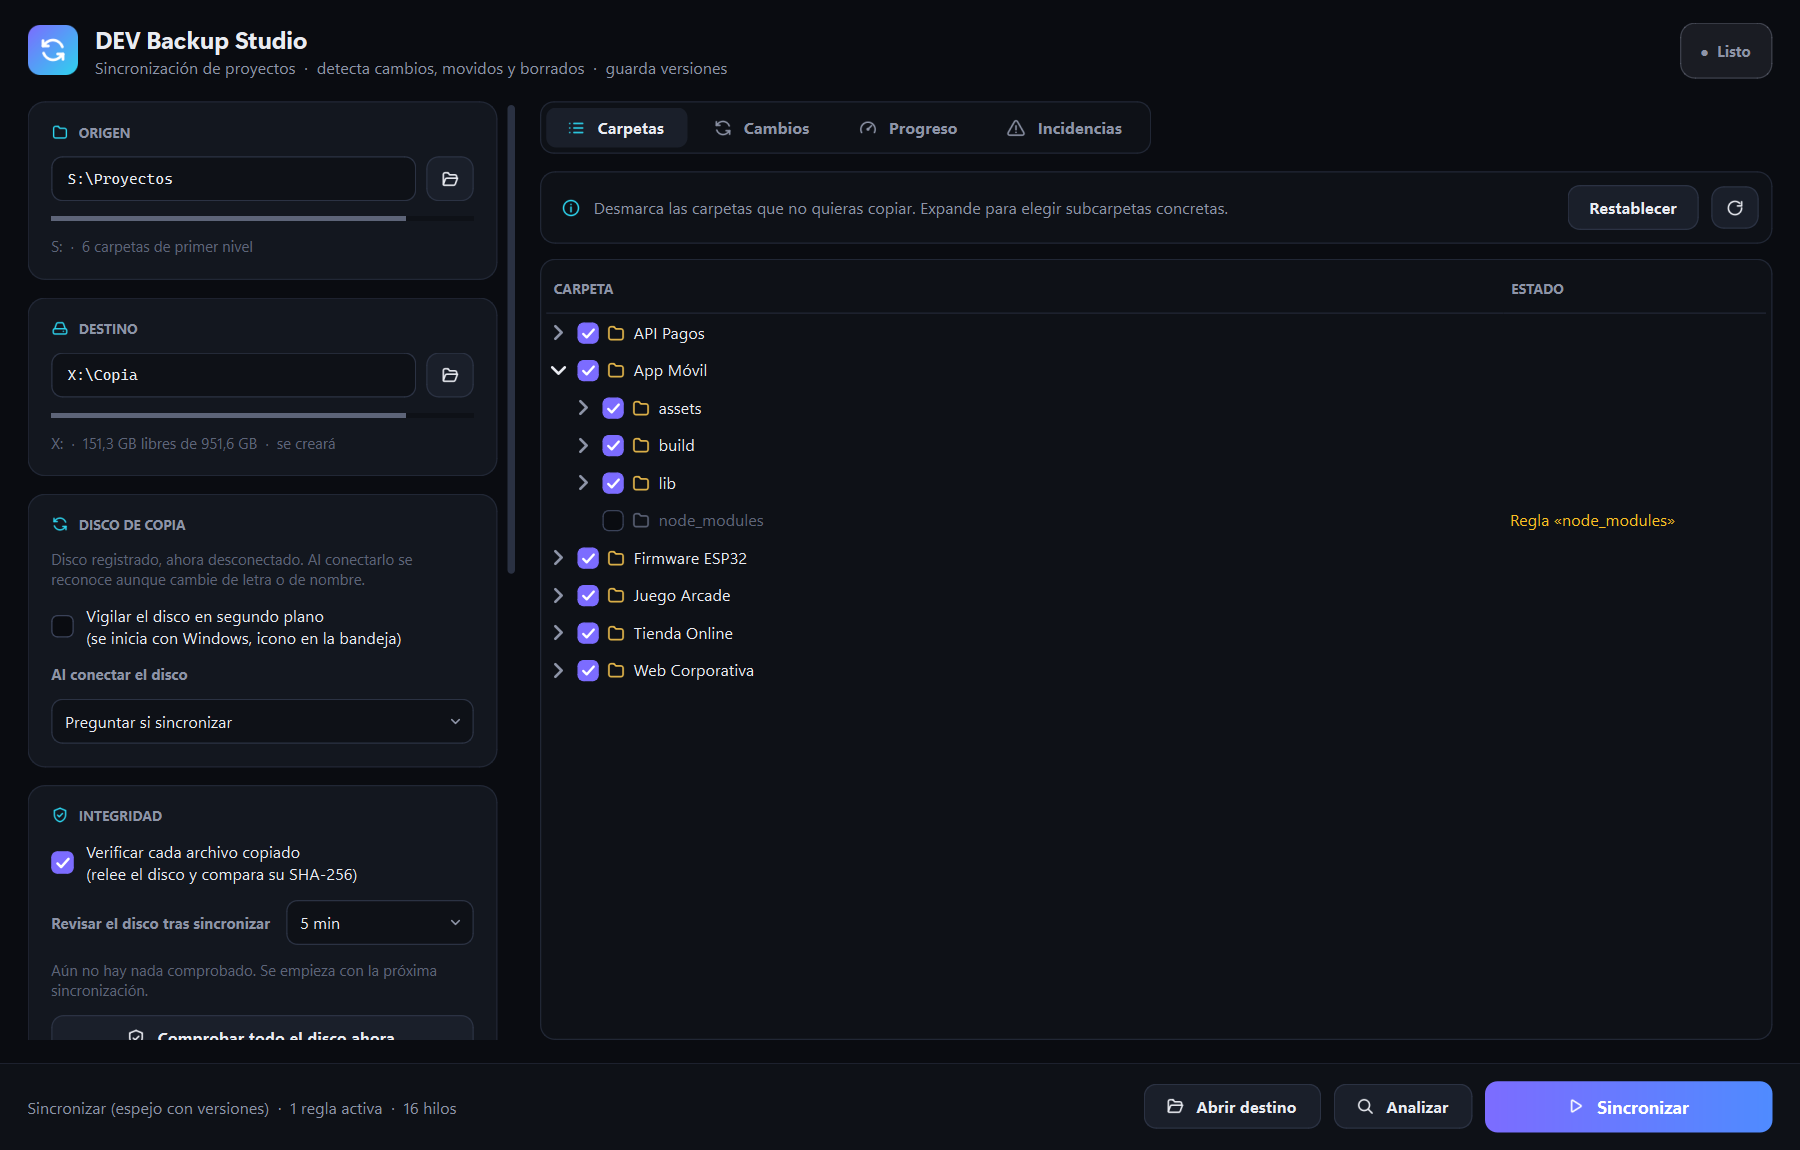 DEV Backup Studio
Sincronización de proyectos · detecta cambios, movidos y borrados · guarda versiones
• Listo
ORIGEN
S:\Proyectos
S: · 6 carpetas de primer nivel
DESTINO
X:\Copia
X: · 151,3 GB libres de 951,6 GB · se creará
DISCO DE COPIA
Disco registrado, ahora desconectado. Al conectarlo se
reconoce aunque cambie de letra o de nombre.
Vigilar el disco en segundo plano
(se inicia con Windows, icono en la bandeja)
Al conectar el disco
Preguntar si sincronizar
INTEGRIDAD
Verificar cada archivo copiado
(relee el disco y compara su SHA-256)
Revisar el disco tras sincronizar
5 min
Aún no hay nada comprobado. Se empieza con la próxima
sincronización.
Comprobar todo el disco ahora
Carpetas
Cambios
Progreso
Incidencias
Desmarca las carpetas que no quieras copiar. Expande para elegir subcarpetas concretas.
Restablecer
CARPETA
ESTADO
API Pagos
App Móvil
assets
build
lib
node_modules
Regla «node_modules»
Firmware ESP32
Juego Arcade
Tienda Online
Web Corporativa
Sincronizar (espejo con versiones) · 1 regla activa · 16 hilos
Abrir destino
Analizar
Sincronizar